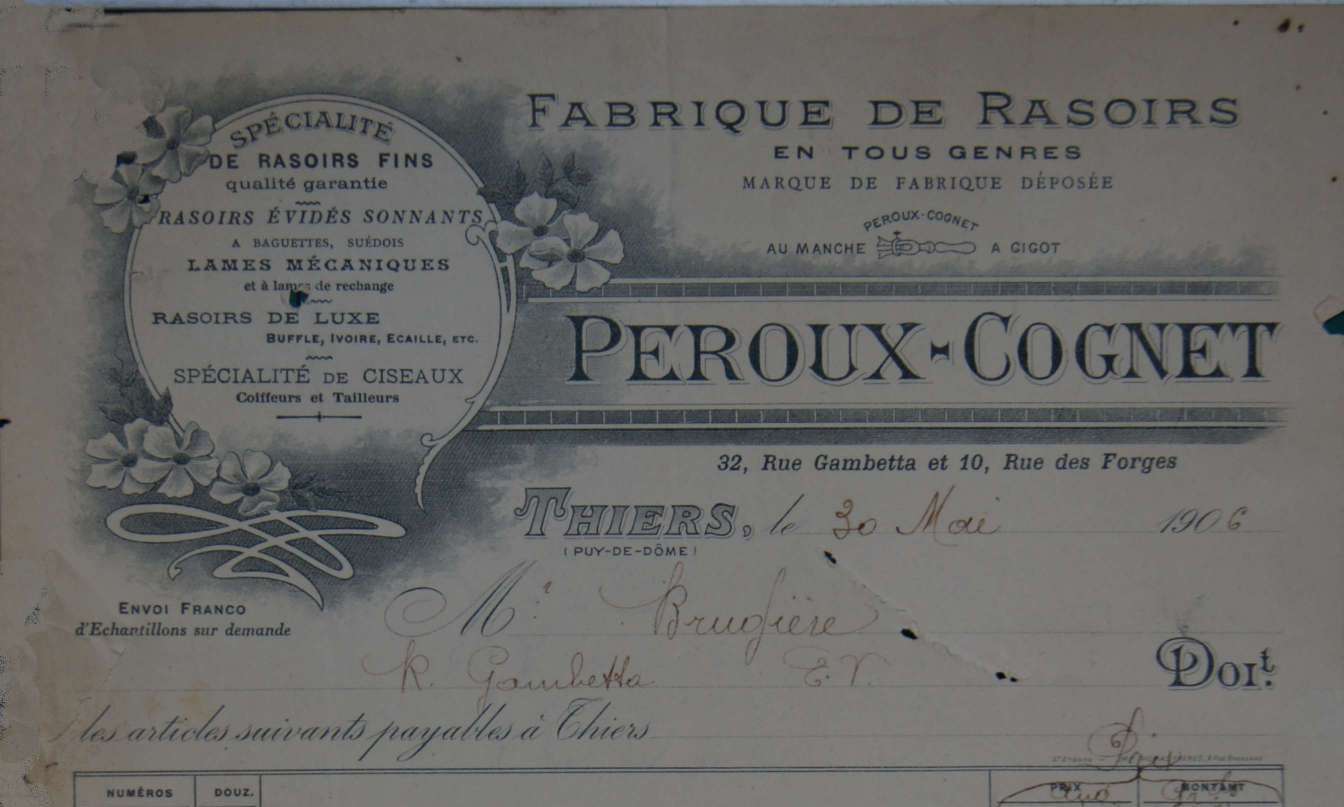 SPÉCIALITÉ
DE RASOIRS FINS
qualité garantie
RASOIRS ÉVIDÉS SONNANTS
A BAGUETTES, SUÉDOIS
LAMES MÉCANIQUES
et à lames de rechange
RASOIRS DE LUXE
BUFFLE, IVOIRE, ECAILLE, ETC.
SPÉCIALITÉ DE CISEAUX
Coiffeurs et Tailleurs
FABRIQUE DE RASOIRS
EN TOUS GENRES
MARQUE DE FABRIQUE DÉPOSÉE
PEROUX-COGNET
AU MANCHE A GIGOT
PEROUX-COGNET
32, Rue Gambetta et 10, Rue des Forges
THIERS, le 30 Mai 1906
(PUY-DE-DÔME)
ENVOI FRANCO
d'Echantillons sur demande
Mr Brugière
R. Gambetta E.V.
Doit.
les articles suivants payables à Thiers
NUMÉROS DOUZ. PRIX MONTANT